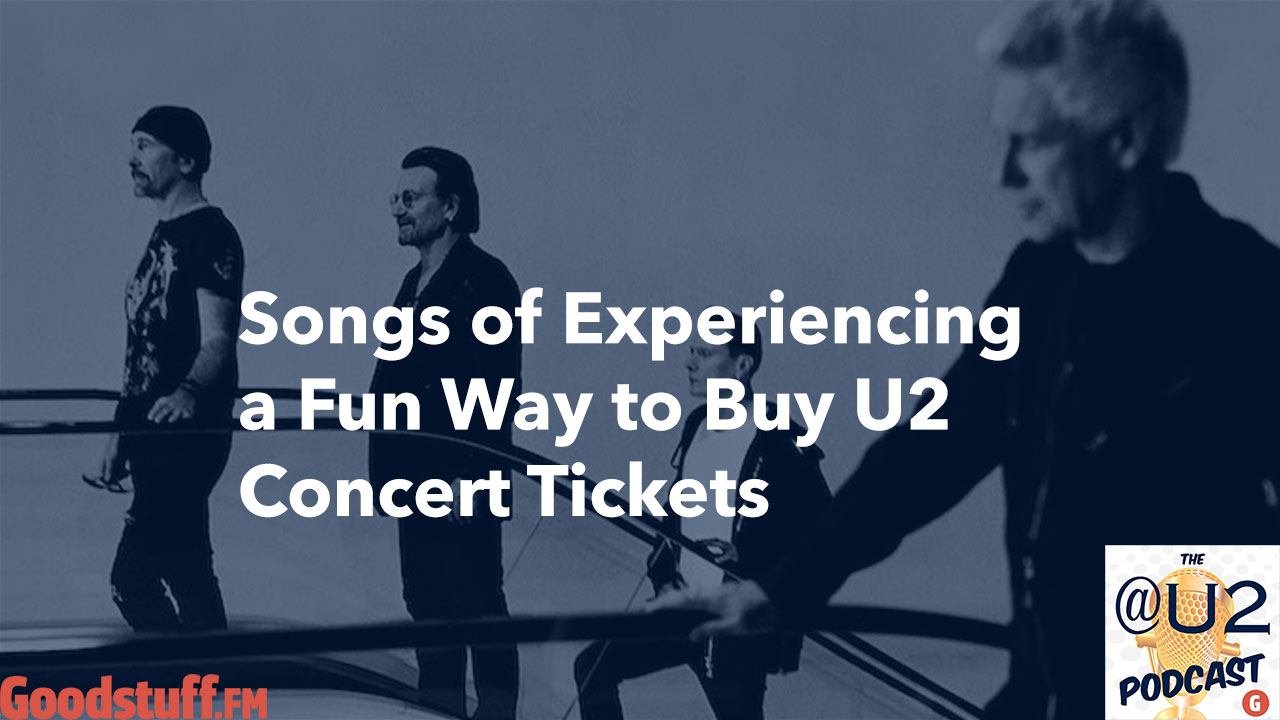 Songs of Experiencing
a Fun Way to Buy U2
Concert Tickets
THE
@U2
PODCAST
G
Goodstuff.FM